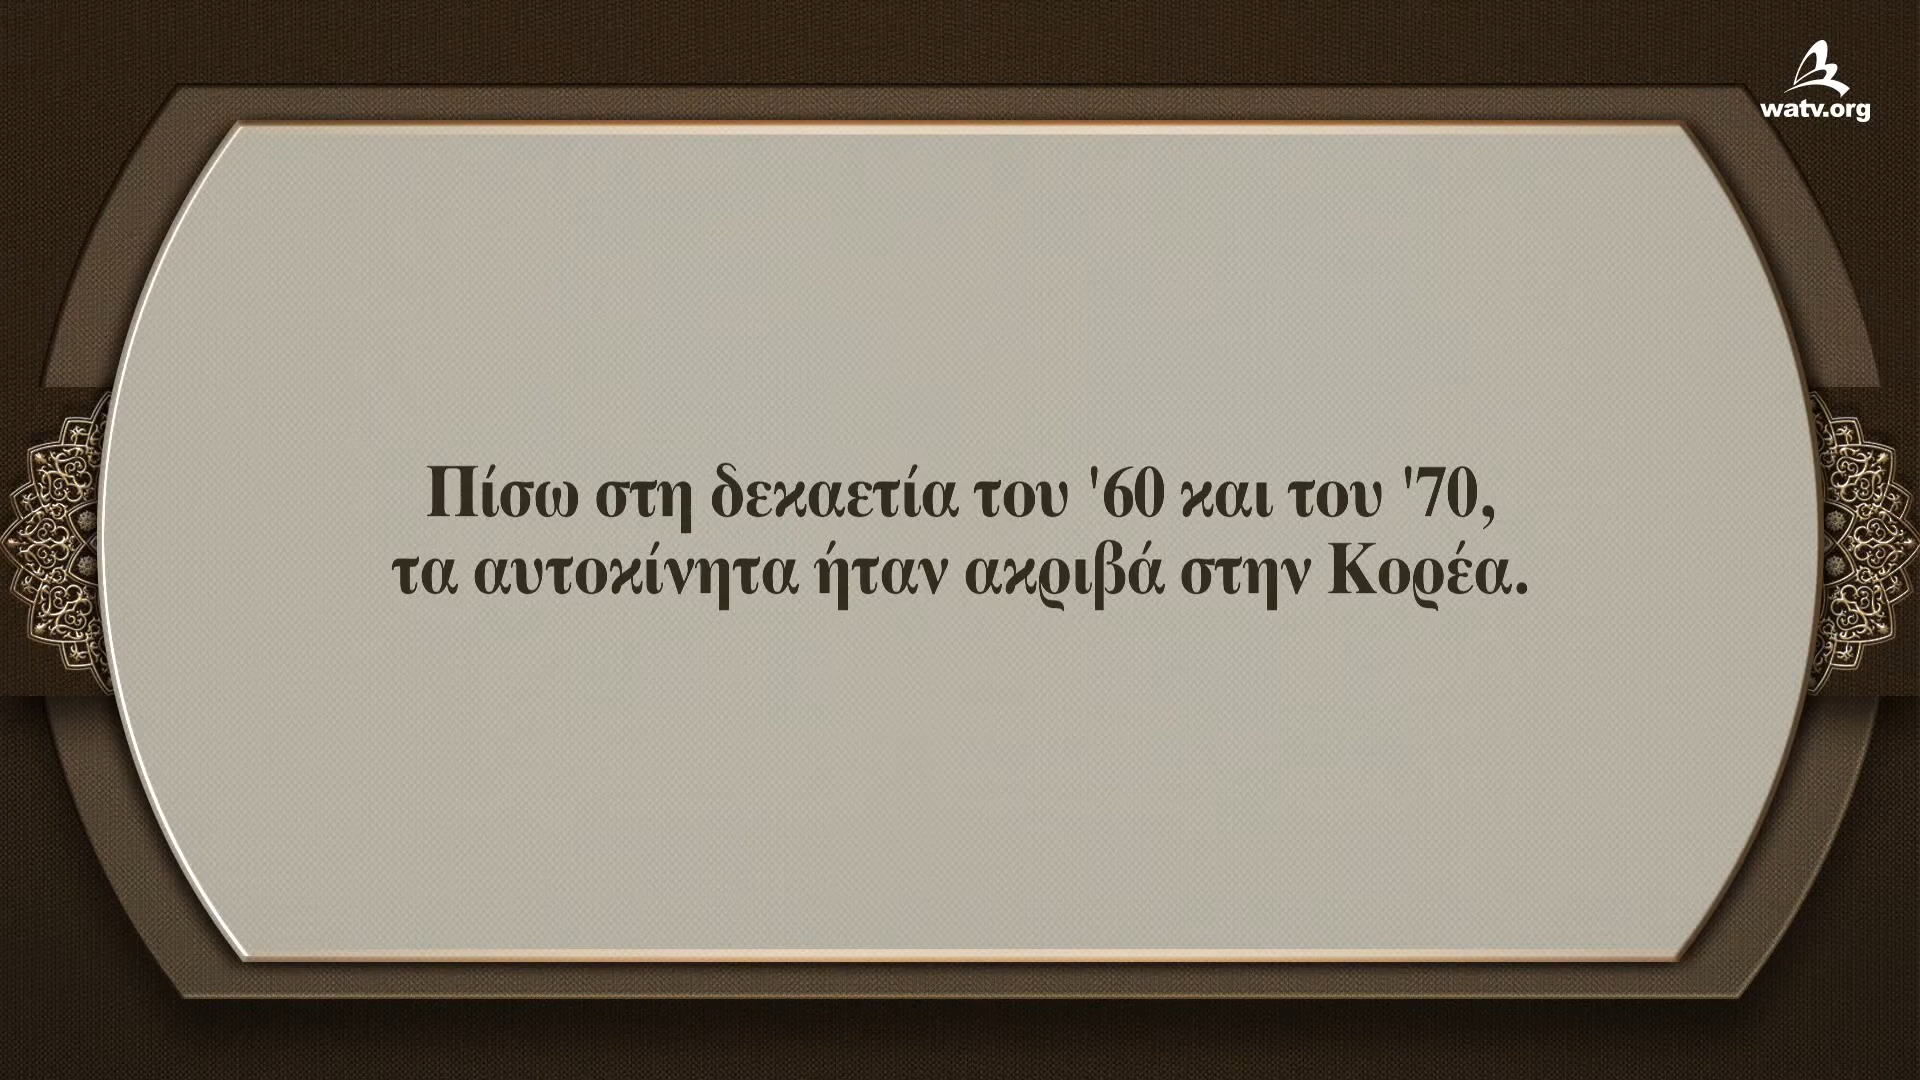 watv.org
Πίσω στη δεκαετία του '60 και του '70,
τα αυτοκίνητα ήταν ακριβά στην Κορέα.